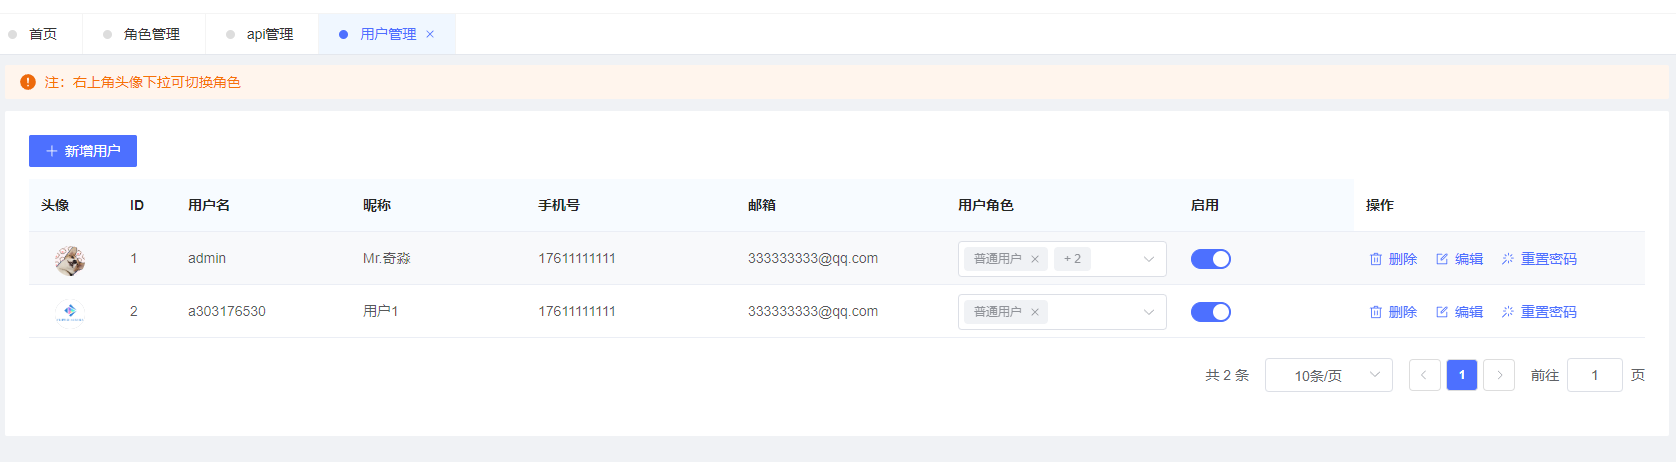 首页 角色管理 api管理 用户管理
注：右上角头像下拉可切换角色
新增用户
头像 ID 用户名 昵称 手机号 邮箱 用户角色 启用 操作
1 admin Mr.奇淼 17611111111 333333333@qq.com 普通用户 + 2 删除 编辑 重置密码
2 a303176530 用户1 17611111111 333333333@qq.com 普通用户 删除 编辑 重置密码
共 2 条 10条/页 1 前往 1 页